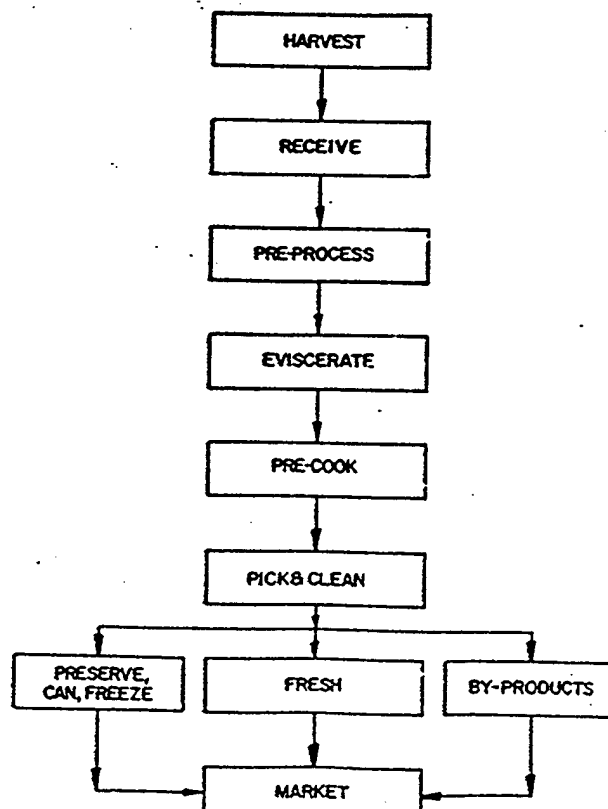 HARVEST
RECEIVE
PRE-PROCESS
EVISCERATE
PRE-COOK
PICK & CLEAN
PRESERVE,
CAN, FREEZE
FRESH
BY-PRODUCTS
MARKET